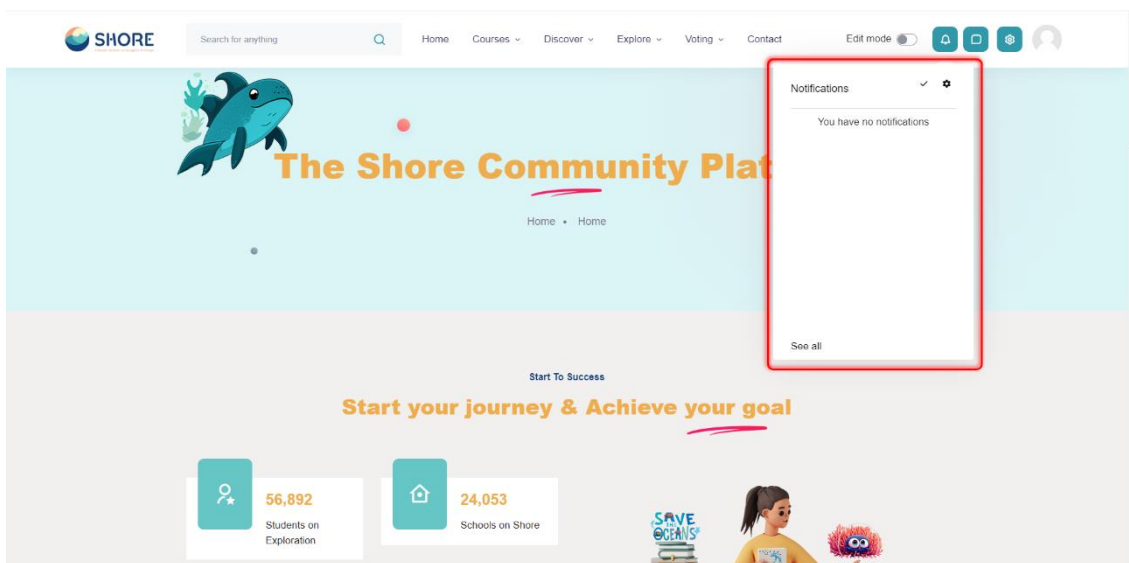 SHORE
Search for anything
Home
Courses
Discover
Explore
Voting
Contact
Edit mode
Notifications
You have no notifications
See all
The Shore Community Plat
Home • Home
Start To Success
Start your journey & Achieve your goal
56,892
Students on
Exploration
24,053
Schools on Shore
SAVE
THE
OCEANS